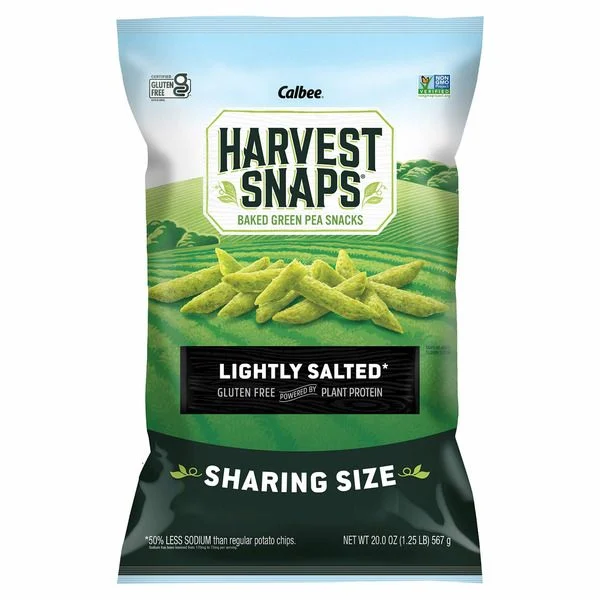 CERTIFIED
GLUTEN
FREE
Calbee
NON
GMO
Project
VERIFIED
HARVEST
SNAPS®
BAKED GREEN PEA SNACKS
LIGHTLY SALTED*
GLUTEN FREE POWERED BY PLANT PROTEIN
SHARING SIZE
*50% LESS SODIUM than regular potato chips.
NET WT 20.0 OZ (1.25 LB) 567 g